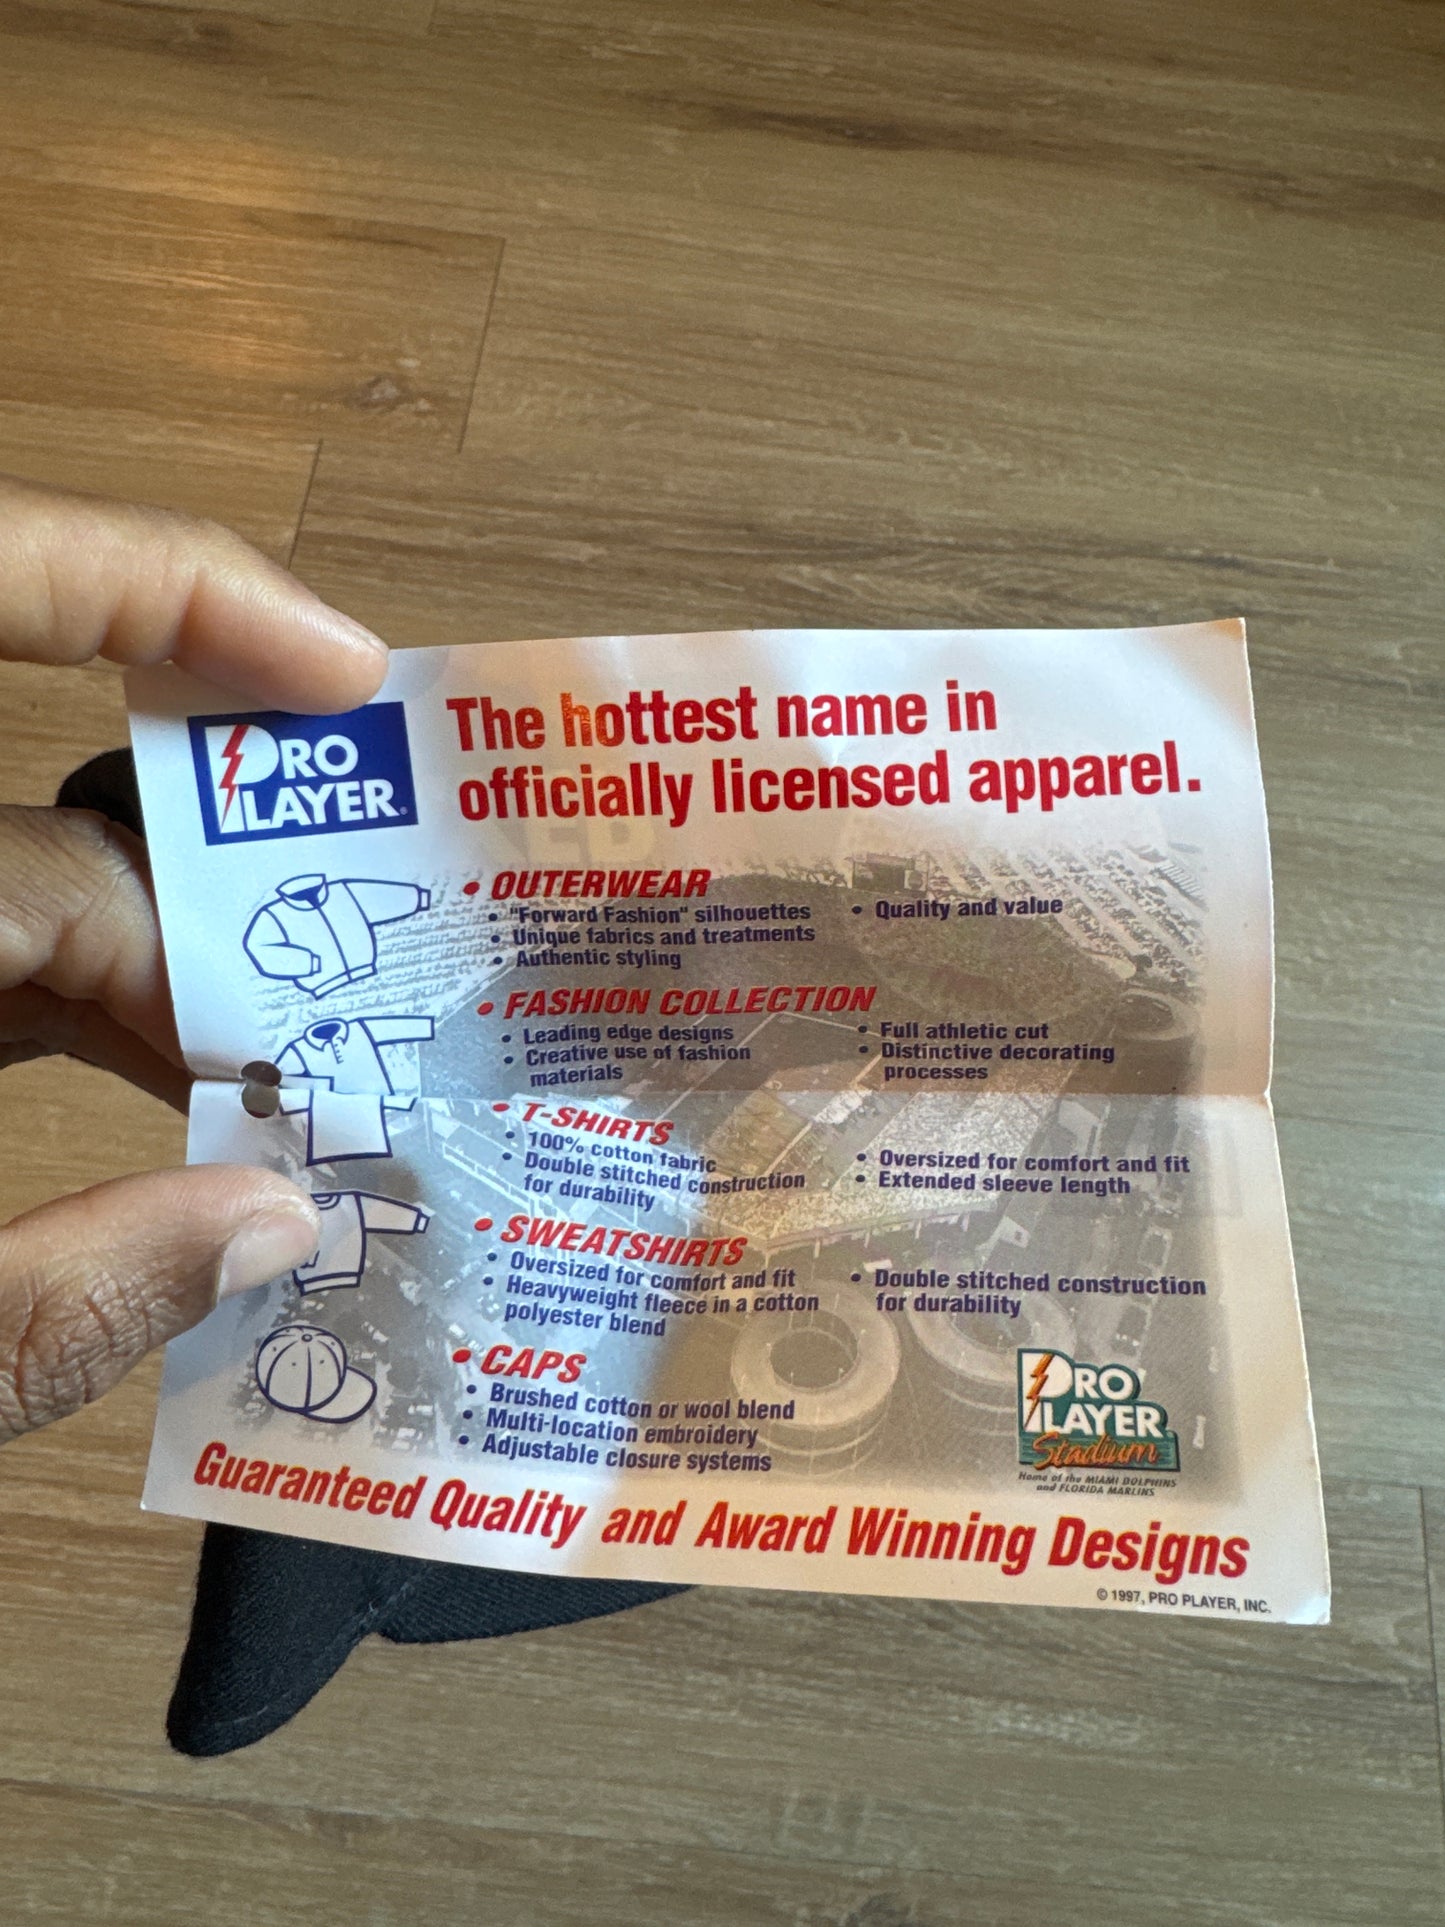 PRO
PLAYER®
The hottest name in
officially licensed apparel.
• OUTERWEAR
• "Forward Fashion" silhouettes
• Unique fabrics and treatments
• Authentic styling
• Quality and value
• FASHION COLLECTION
• Leading edge designs
• Creative use of fashion
materials
• Full athletic cut
• Distinctive decorating
processes
• T-SHIRTS
• 100% cotton fabric
• Double stitched construction
for durability
• Oversized for comfort and fit
• Extended sleeve length
• SWEATSHIRTS
• Oversized for comfort and fit
• Heavyweight fleece in a cotton
polyester blend
• Double stitched construction
for durability
• CAPS
• Brushed cotton or wool blend
• Multi-location embroidery
• Adjustable closure systems
PRO
PLAYER
Stadium
Home of the MIAMI DOLPHINS
and FLORIDA MARLINS
Guaranteed Quality and Award Winning Designs
© 1997, PRO PLAYER, INC.